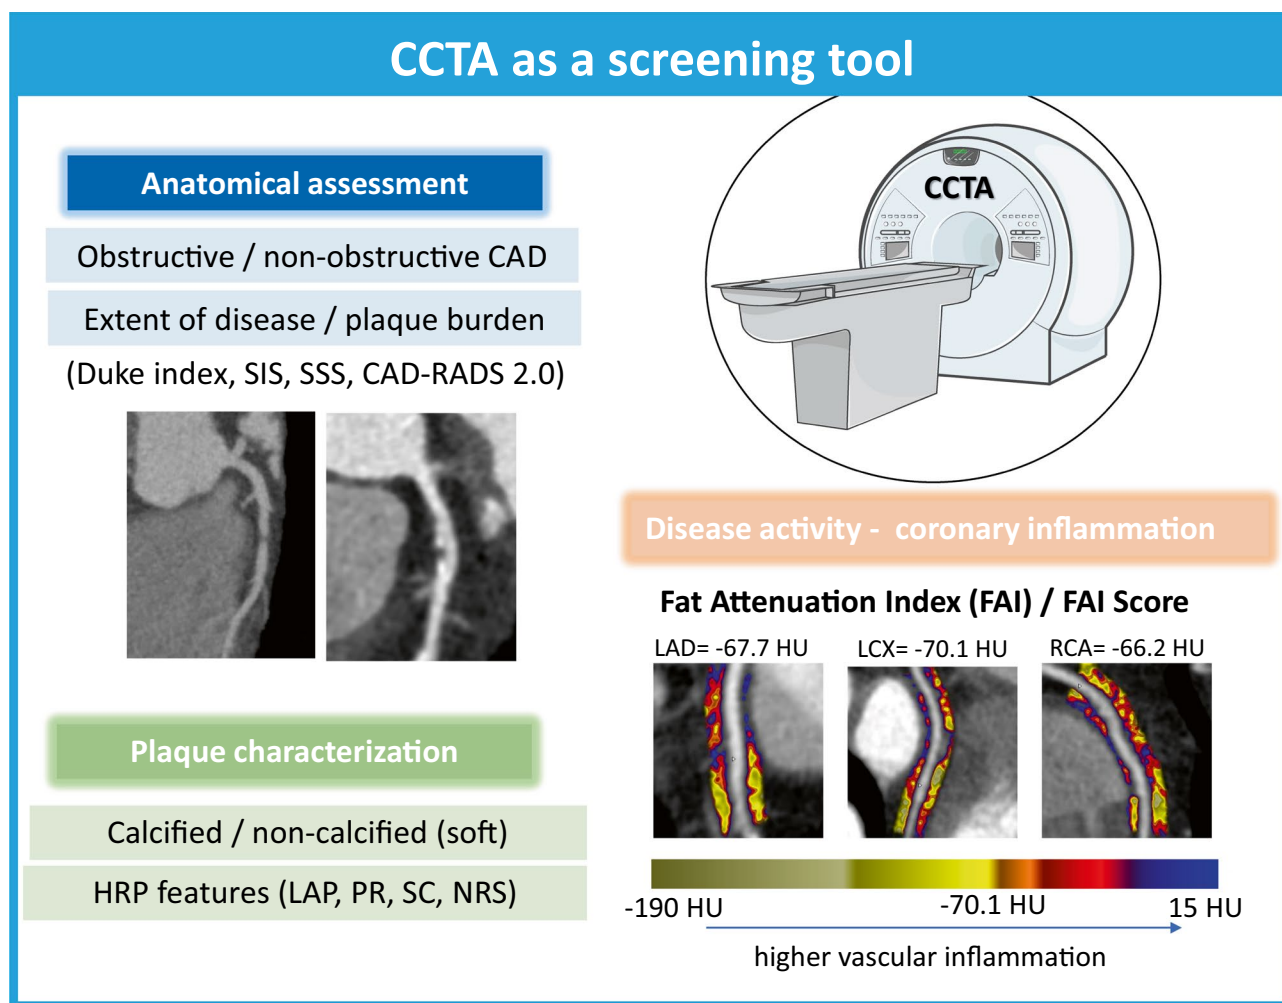 CCTA as a screening tool
Anatomical assessment
Obstructive / non-obstructive CAD
Extent of disease / plaque burden
(Duke index, SIS, SSS, CAD-RADS 2.0)
Plaque characterization
Calcified / non-calcified (soft)
HRP features (LAP, PR, SC, NRS)
CCTA
Disease activity - coronary inflammation
Fat Attenuation Index (FAI) / FAI Score
LAD= -67.7 HU
LCX= -70.1 HU
RCA= -66.2 HU
-190 HU
-70.1 HU
15 HU
higher vascular inflammation